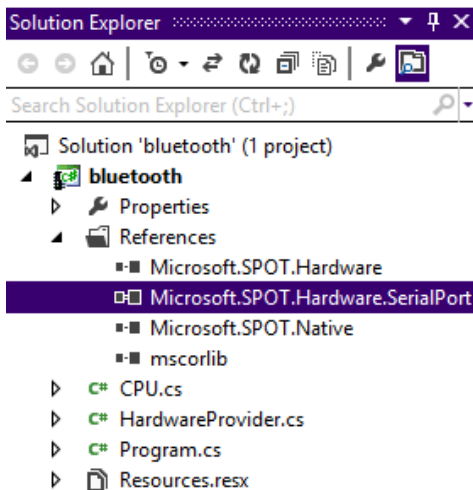 Solution Explorer
Search Solution Explorer (Ctrl+;)
Solution 'bluetooth' (1 project)
bluetooth
Properties
References
Microsoft.SPOT.Hardware
Microsoft.SPOT.Hardware.SerialPort
Microsoft.SPOT.Native
mscorlib
C# CPU.cs
C# HardwareProvider.cs
C# Program.cs
Resources.resx